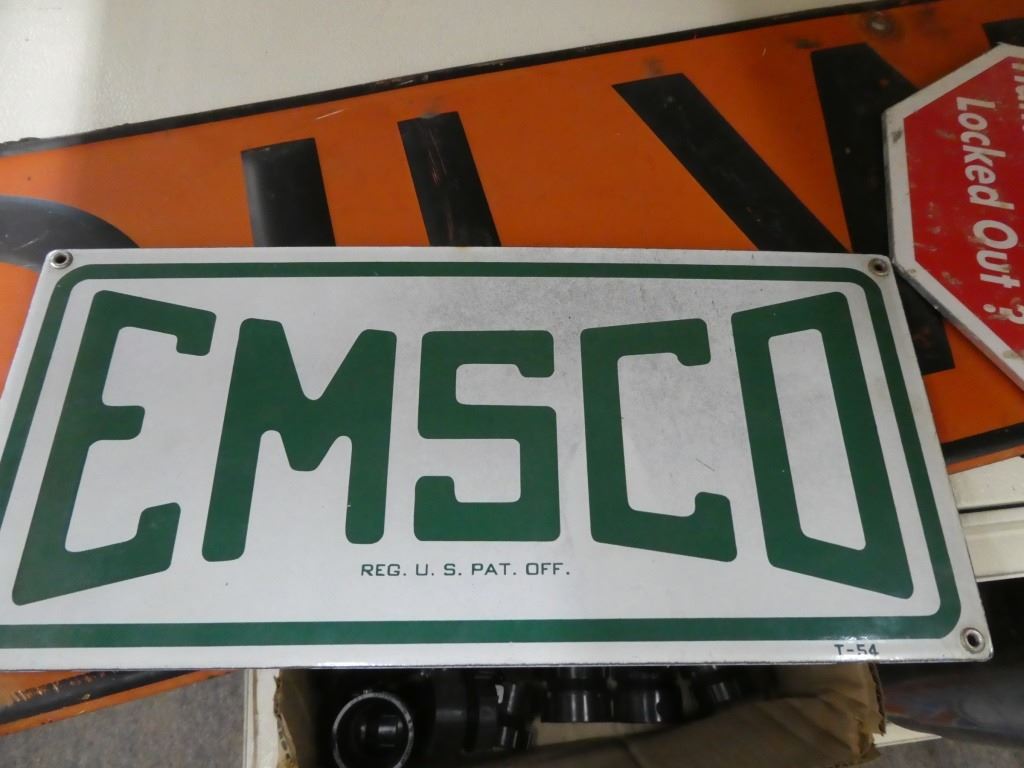 EMSCO
REG. U. S. PAT. OFF.
T-54
Locked Out ?